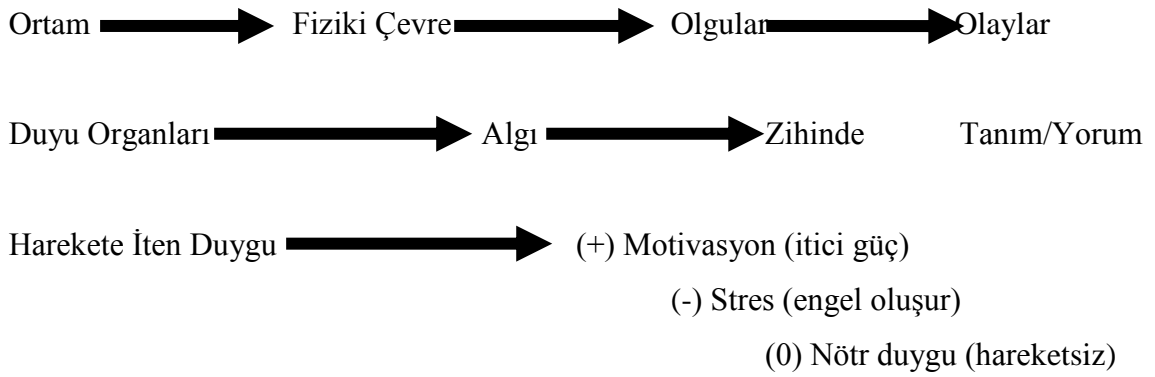 Ortam Fiziki Çevre Olgular Olaylar
Duyu Organları Algı Zihinde Tanım/Yorum
Harekete İten Duygu (+) Motivasyon (itici güç)
(-) Stres (engel oluşur)
(0) Nötr duygu (hareketsiz)